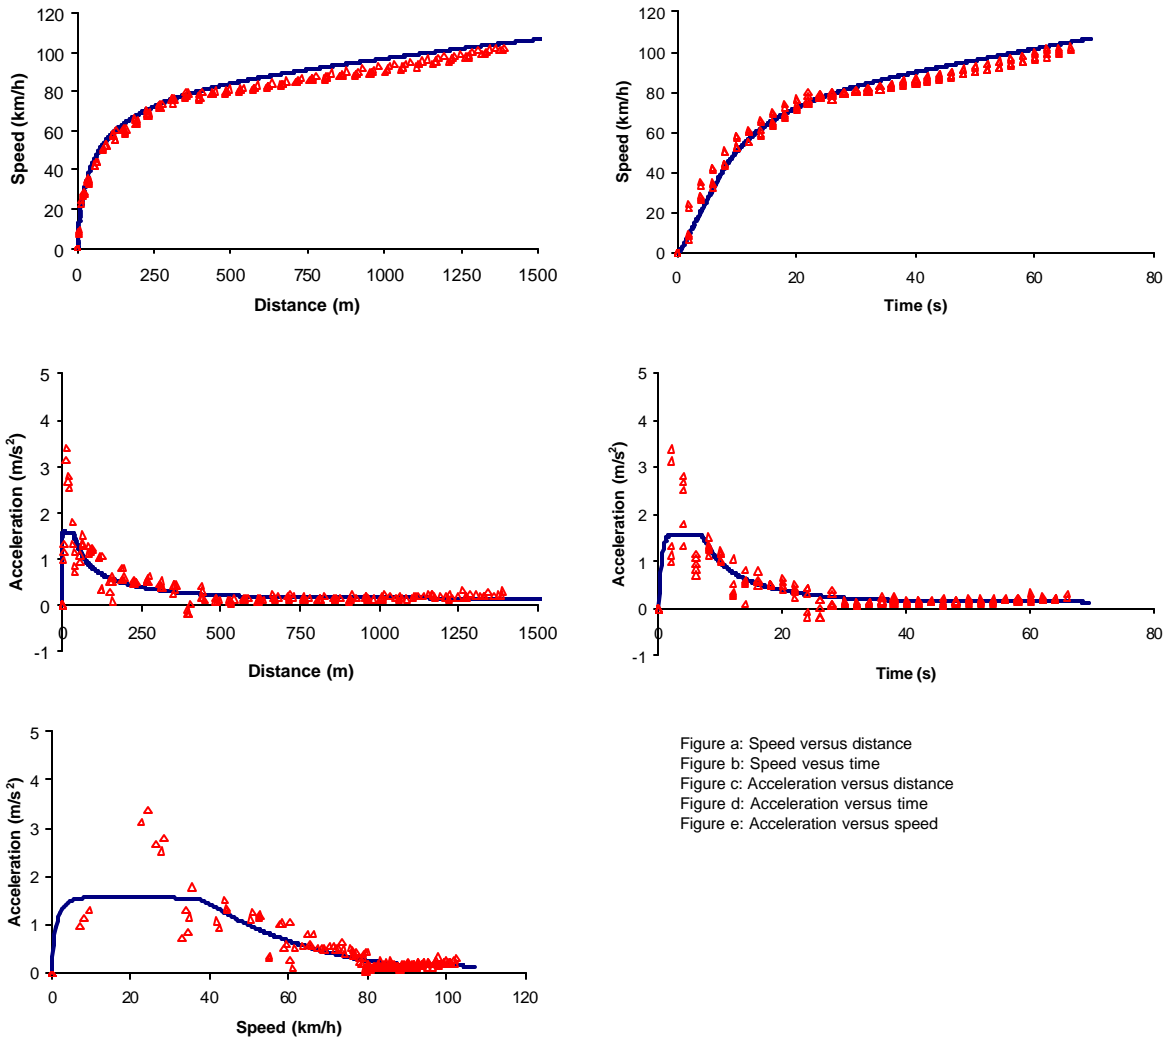 120
100
80
60
40
20
0
Speed (km/h)
0 250 500 750 1000 1250 1500
Distance (m)
120
100
80
60
40
20
0
Speed (km/h)
0 20 40 60 80
Time (s)
5
4
3
2
1
0
-1
Acceleration (m/s²)
0 250 500 750 1000 1250 1500
Distance (m)
5
4
3
2
1
0
-1
Acceleration (m/s²)
0 20 40 60 80
Time (s)
5
4
3
2
1
0
Acceleration (m/s²)
0 20 40 60 80 100 120
Speed (km/h)
Figure a: Speed versus distance
Figure b: Speed vesus time
Figure c: Acceleration versus distance
Figure d: Acceleration versus time
Figure e: Acceleration versus speed